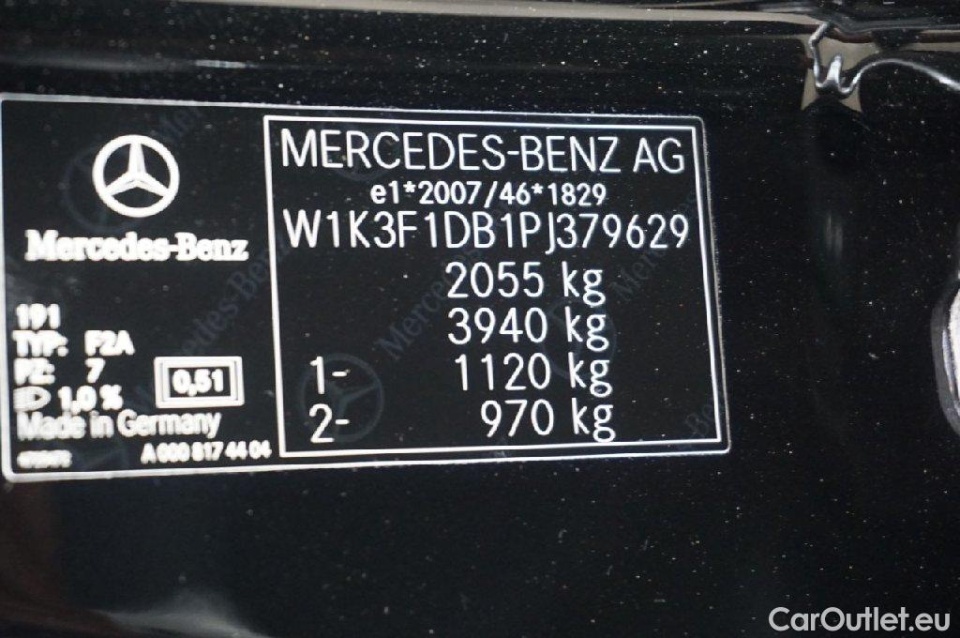 Mercedes-Benz
191
TYP: F2A
PZ: 7
1,0 %
0,51
Made in Germany
A 000 817 44 04
MERCEDES-BENZ AG
e1*2007/46*1829
W1K3F1DB1PJ379629
2055 kg
3940 kg
1- 1120 kg
2- 970 kg
CarOutlet.eu